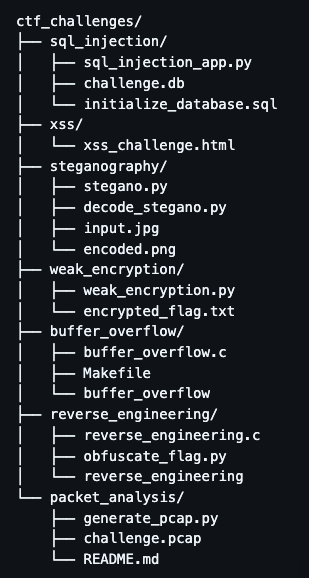 ctf_challenges/
├── sql_injection/
│   ├── sql_injection_app.py
│   ├── challenge.db
│   └── initialize_database.sql
├── xss/
│   └── xss_challenge.html
├── steganography/
│   ├── stegano.py
│   ├── decode_stegano.py
│   ├── input.jpg
│   └── encoded.png
├── weak_encryption/
│   ├── weak_encryption.py
│   └── encrypted_flag.txt
├── buffer_overflow/
│   ├── buffer_overflow.c
│   ├── Makefile
│   └── buffer_overflow
├── reverse_engineering/
│   ├── reverse_engineering.c
│   ├── obfuscate_flag.py
│   └── reverse_engineering
└── packet_analysis/
    ├── generate_pcap.py
    ├── challenge.pcap
    └── README.md